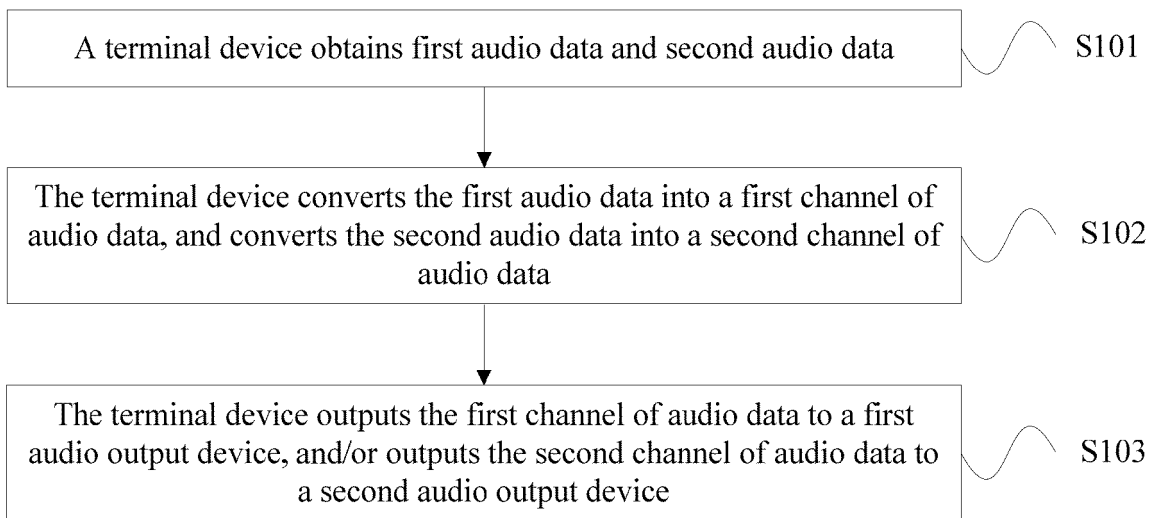 A terminal device obtains first audio data and second audio data
S101
The terminal device converts the first audio data into a first channel of
audio data, and converts the second audio data into a second channel of
audio data
S102
The terminal device outputs the first channel of audio data to a first
audio output device, and/or outputs the second channel of audio data to
a second audio output device
S103